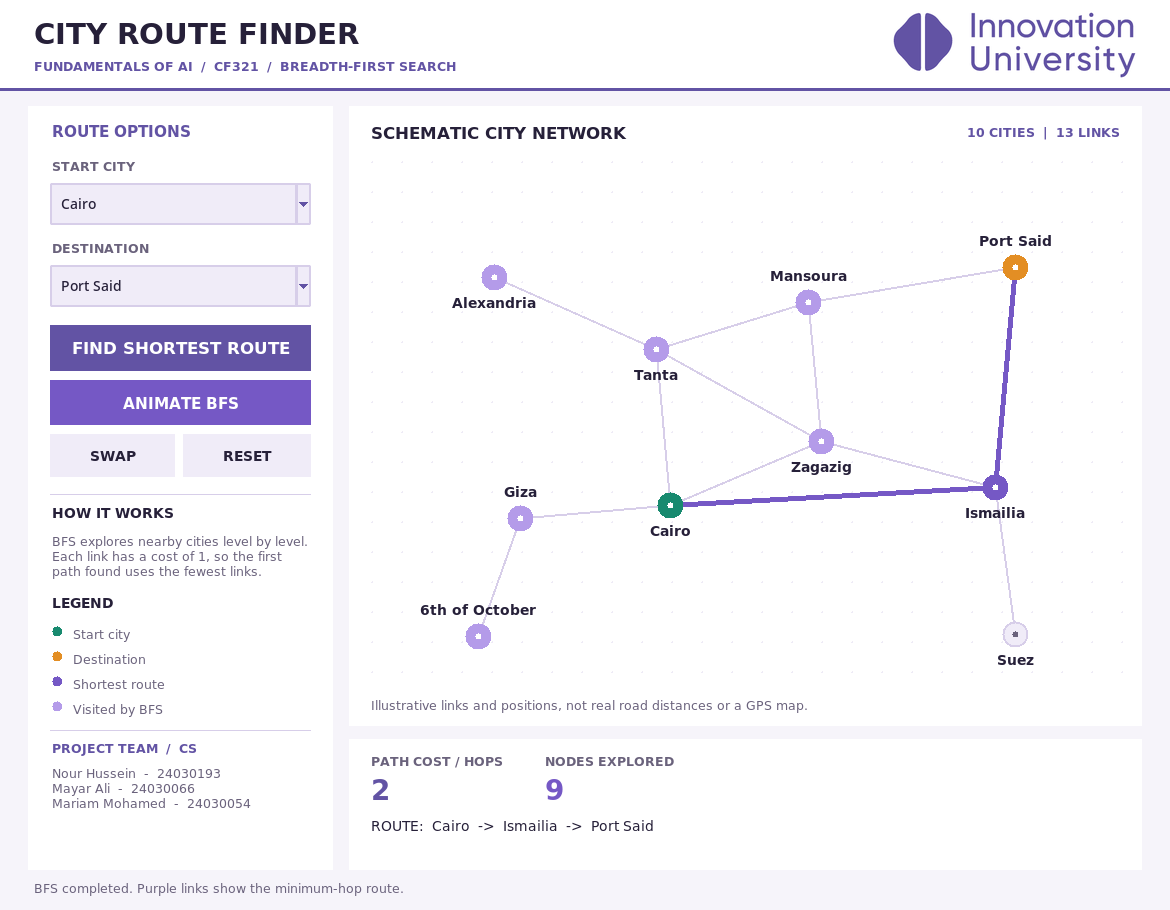 CITY ROUTE FINDER
FUNDAMENTALS OF AI / CF321 / BREADTH-FIRST SEARCH
Innovation
University
ROUTE OPTIONS
START CITY
Cairo
DESTINATION
Port Said
FIND SHORTEST ROUTE
ANIMATE BFS
SWAP
RESET
HOW IT WORKS
BFS explores nearby cities level by level.
Each link has a cost of 1, so the first
path found uses the fewest links.
LEGEND
Start city
Destination
Shortest route
Visited by BFS
PROJECT TEAM / CS
Nour Hussein - 24030193
Mayar Ali - 24030066
Mariam Mohamed - 24030054
SCHEMATIC CITY NETWORK
10 CITIES | 13 LINKS
Port Said
Mansoura
Alexandria
Tanta
Zagazig
Giza
Ismailia
Cairo
6th of October
Suez
Illustrative links and positions, not real road distances or a GPS map.
PATH COST / HOPS
2
NODES EXPLORED
9
ROUTE: Cairo -> Ismailia -> Port Said
BFS completed. Purple links show the minimum-hop route.